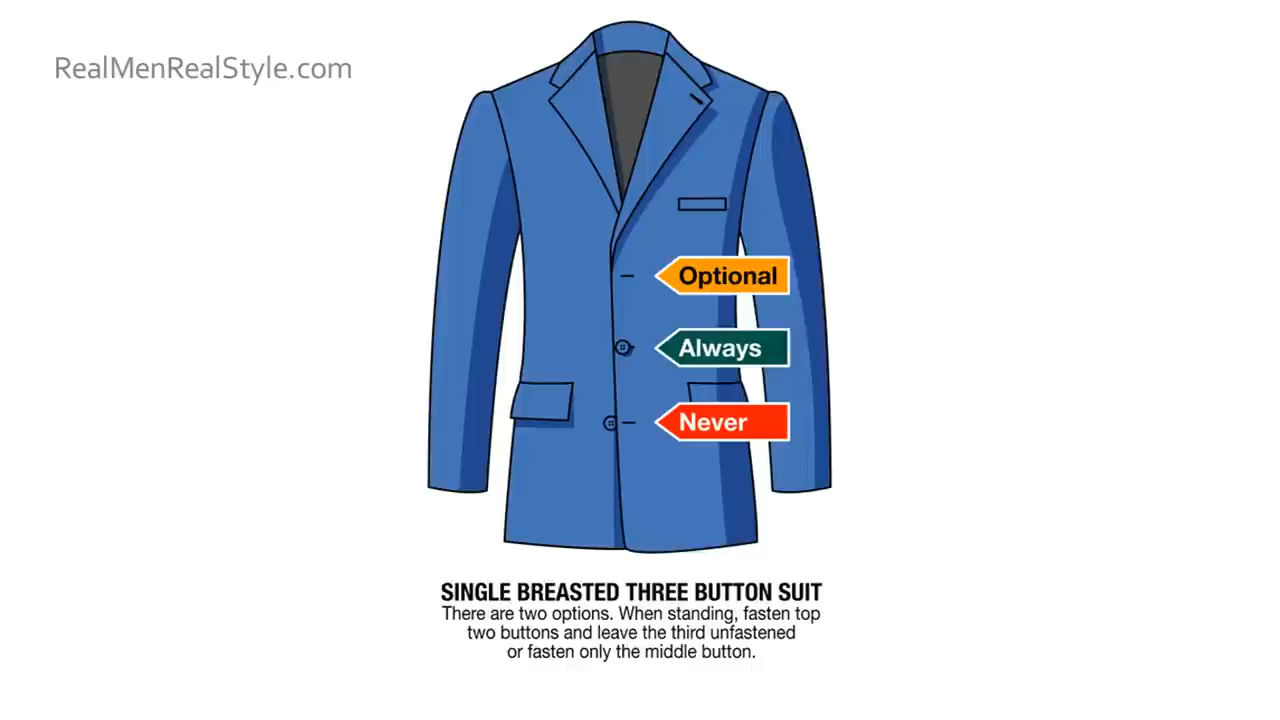 RealMenRealStyle.com
Optional
Always
Never
SINGLE BREASTED THREE BUTTON SUIT
There are two options. When standing, fasten top
two buttons and leave the third unfastened
or fasten only the middle button.